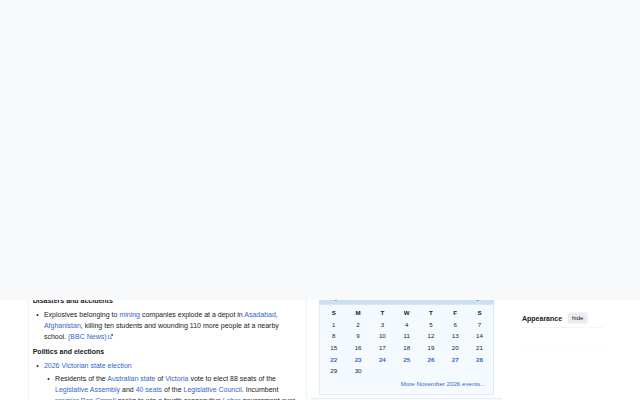 Disasters and accidents
• Explosives belonging to mining companies explode at a depot in Asadabad,
Afghanistan, killing ten students and wounding 110 more people at a nearby
school. (BBC News)
Politics and elections
• 2026 Victorian state election
• Residents of the Australian state of Victoria vote to elect 88 seats of the
Legislative Assembly and 40 seats of the Legislative Council. Incumbent
S M T W T F S
1 2 3 4 5 6 7
8 9 10 11 12 13 14
15 16 17 18 19 20 21
22 23 24 25 26 27 28
29 30
More November 2026 events...
Appearance hide